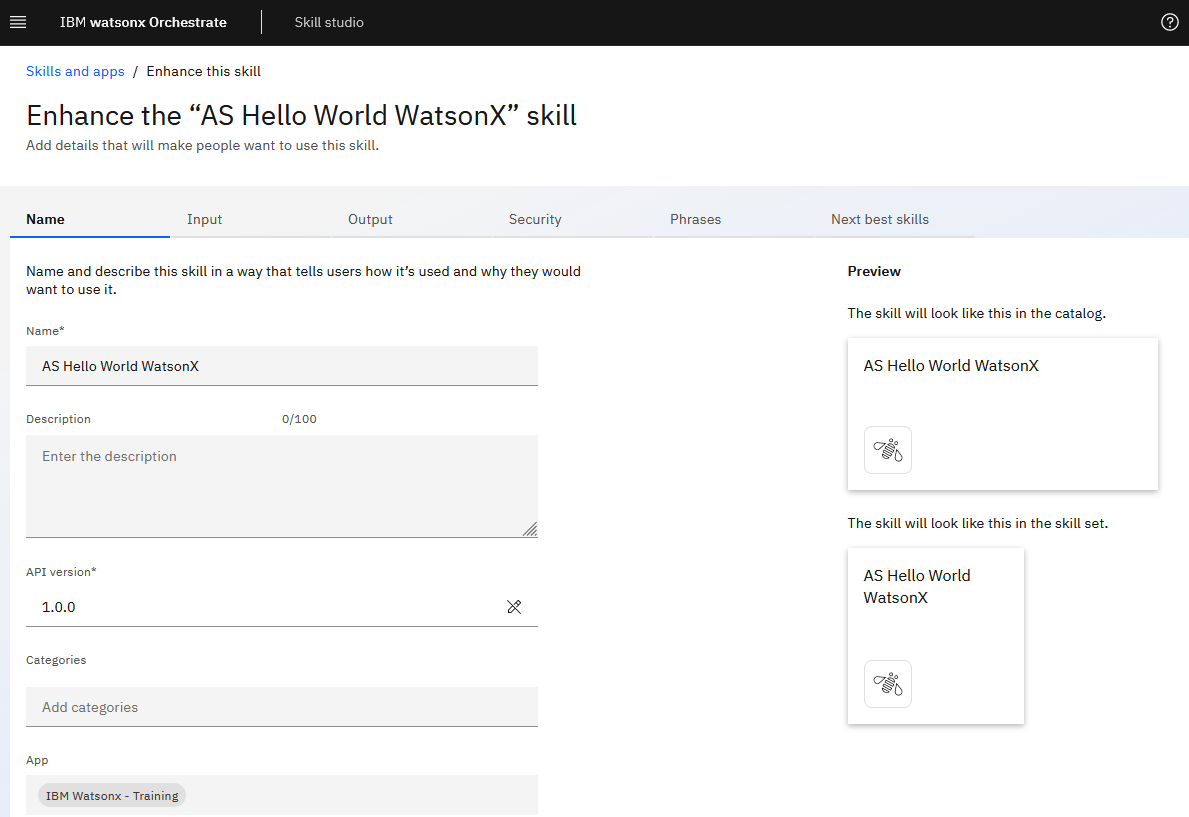 IBM watsonx Orchestrate
Skill studio
Skills and apps / Enhance this skill
Enhance the “AS Hello World WatsonX” skill
Add details that will make people want to use this skill.
Name
Input
Output
Security
Phrases
Next best skills
Name and describe this skill in a way that tells users how it’s used and why they would
want to use it.
Name*
AS Hello World WatsonX
Description
0/100
Enter the description
API version*
1.0.0
Categories
Add categories
App
IBM Watsonx - Training
Preview
The skill will look like this in the catalog.
AS Hello World WatsonX
The skill will look like this in the skill set.
AS Hello World
WatsonX